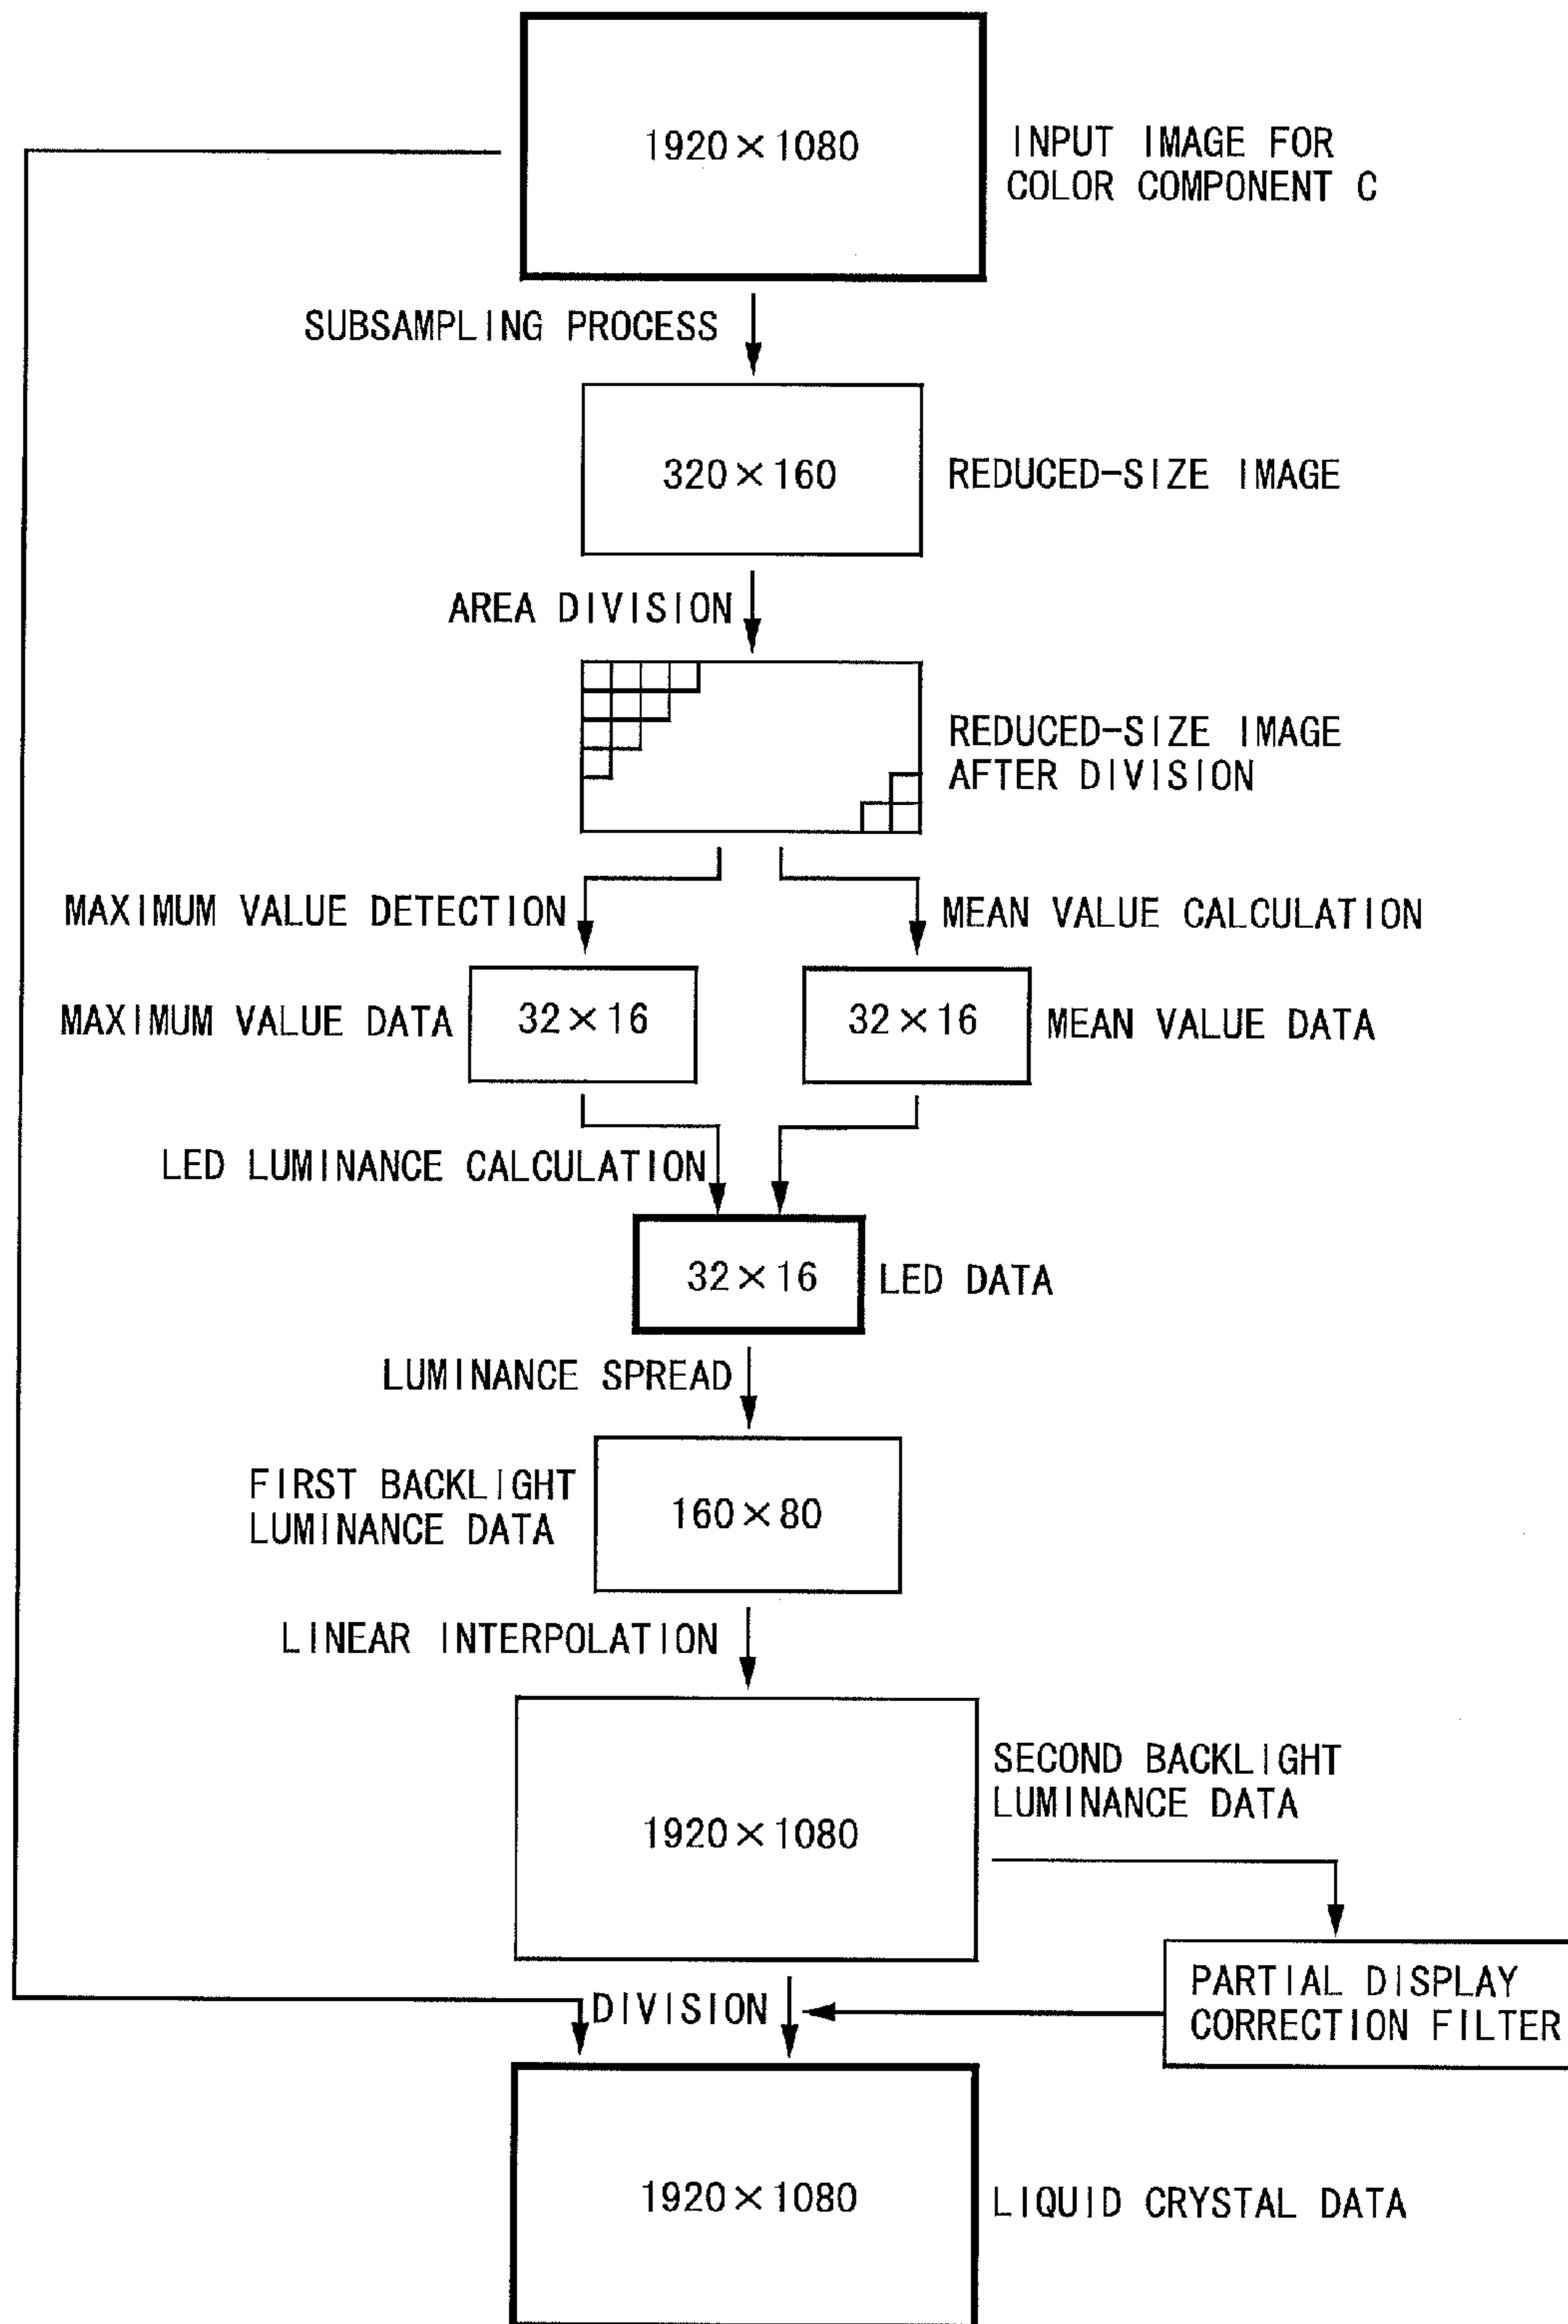 1920×1080
INPUT IMAGE FOR
COLOR COMPONENT C
SUBSAMPLING PROCESS
320×160
REDUCED-SIZE IMAGE
AREA DIVISION
REDUCED-SIZE IMAGE
AFTER DIVISION
MAXIMUM VALUE DETECTION
MEAN VALUE CALCULATION
MAXIMUM VALUE DATA
32×16
32×16
MEAN VALUE DATA
LED LUMINANCE CALCULATION
32×16
LED DATA
LUMINANCE SPREAD
FIRST BACKLIGHT
LUMINANCE DATA
160×80
LINEAR INTERPOLATION
SECOND BACKLIGHT
LUMINANCE DATA
1920×1080
PARTIAL DISPLAY
CORRECTION FILTER
DIVISION
1920×1080
LIQUID CRYSTAL DATA